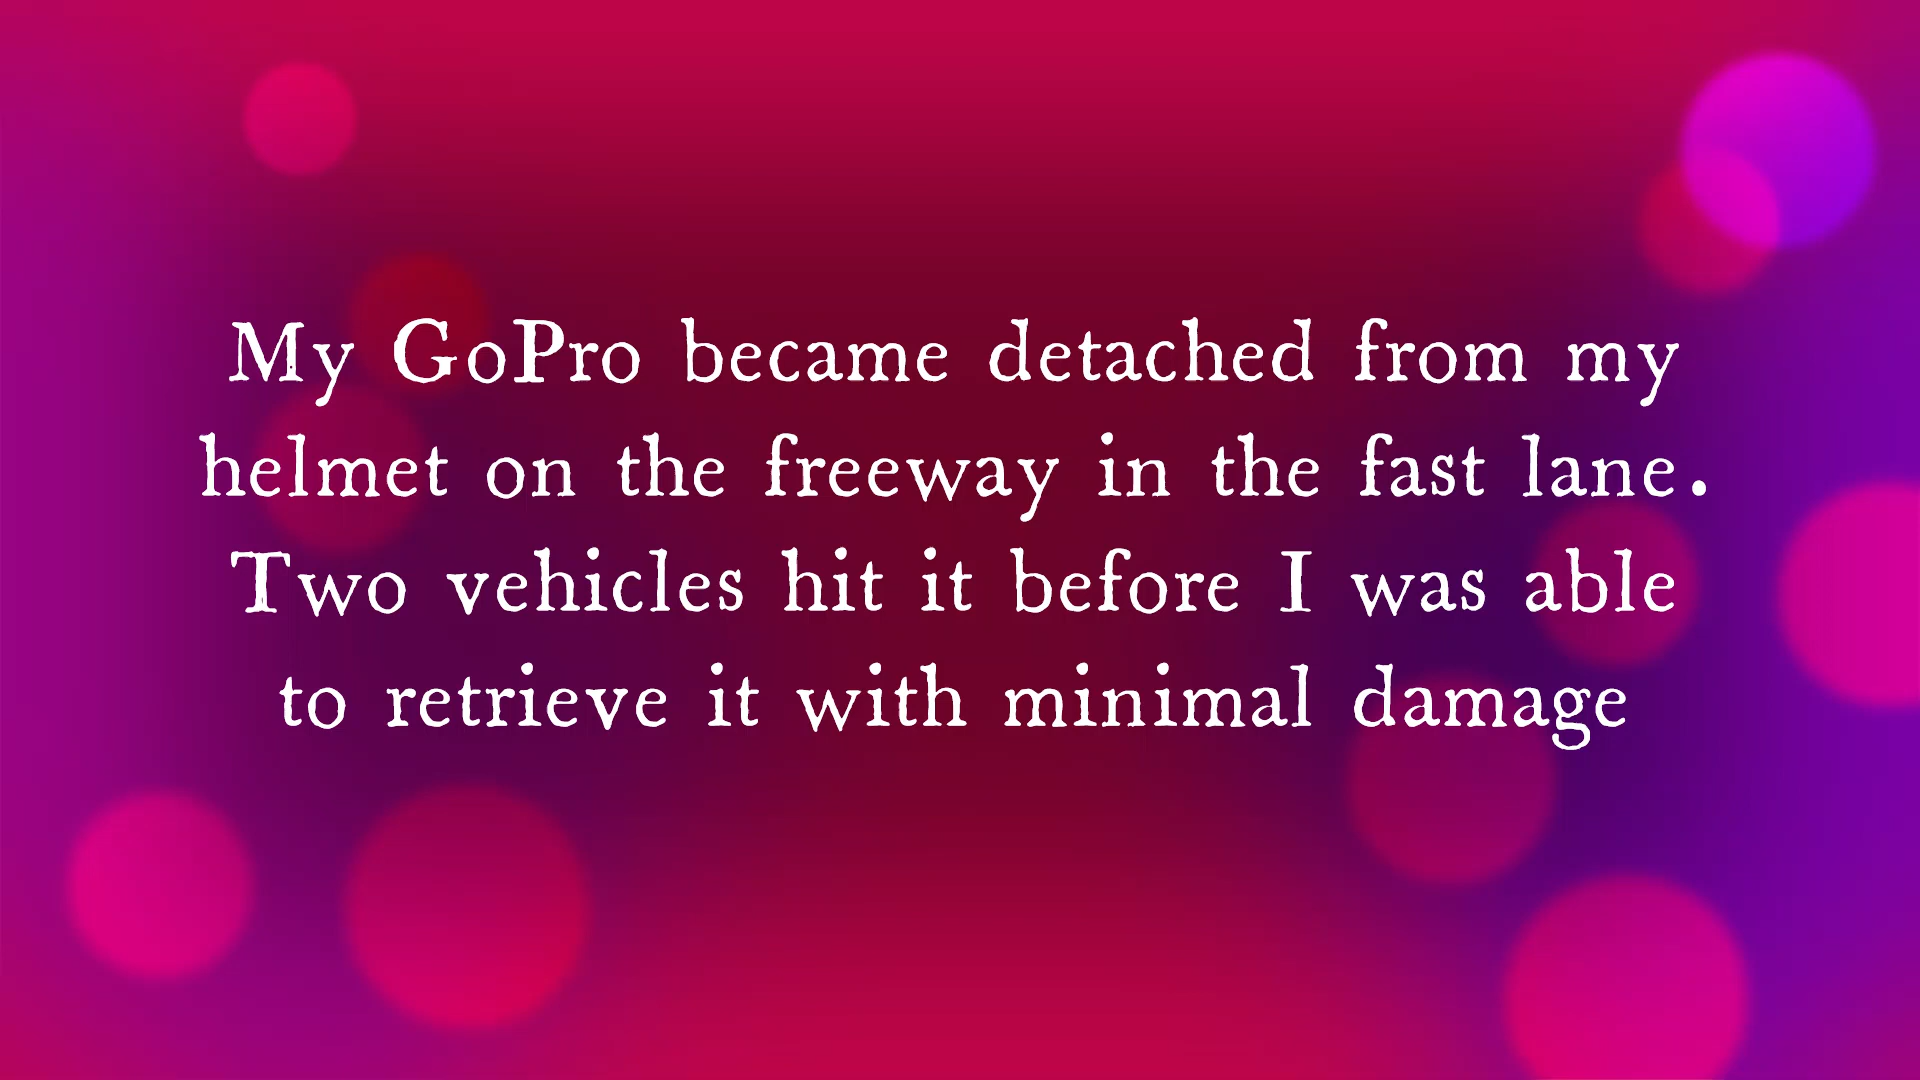 My GoPro became detached from my
helmet on the freeway in the fast lane.
Two vehicles hit it before I was able
to retrieve it with minimal damage